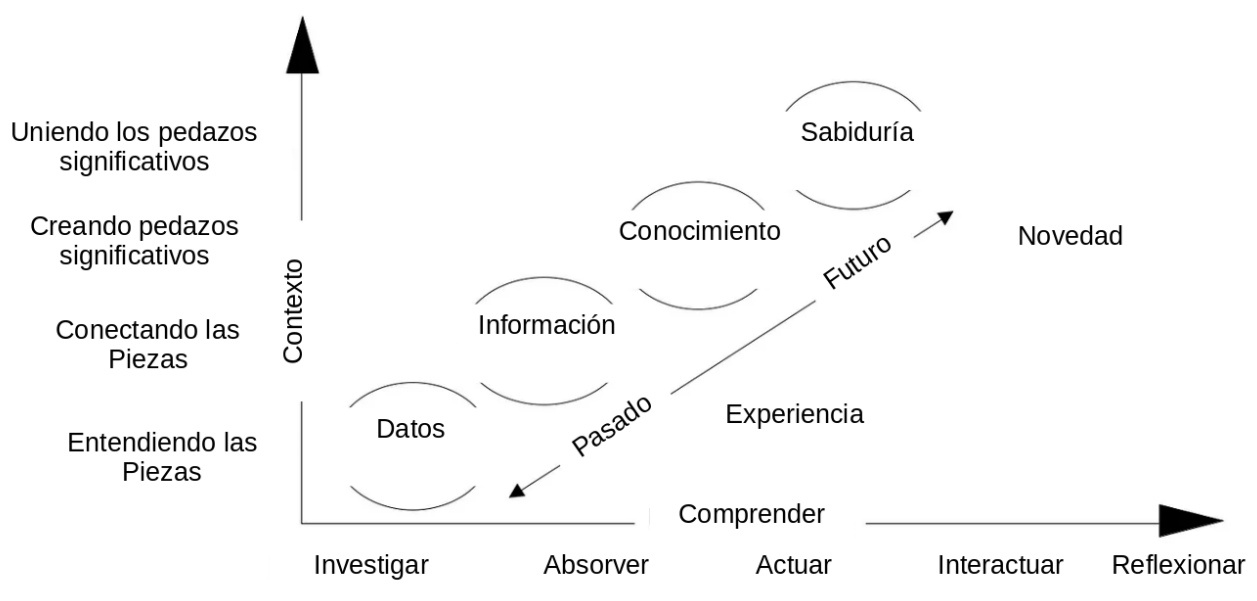 Uniendo los pedazos
significativos
Creando pedazos
significativos
Conectando las
Piezas
Entendiendo las
Piezas
Contexto
Sabiduría
Conocimiento
Información
Datos
Futuro
Pasado
Novedad
Experiencia
Comprender
Investigar
Absorver
Actuar
Interactuar
Reflexionar